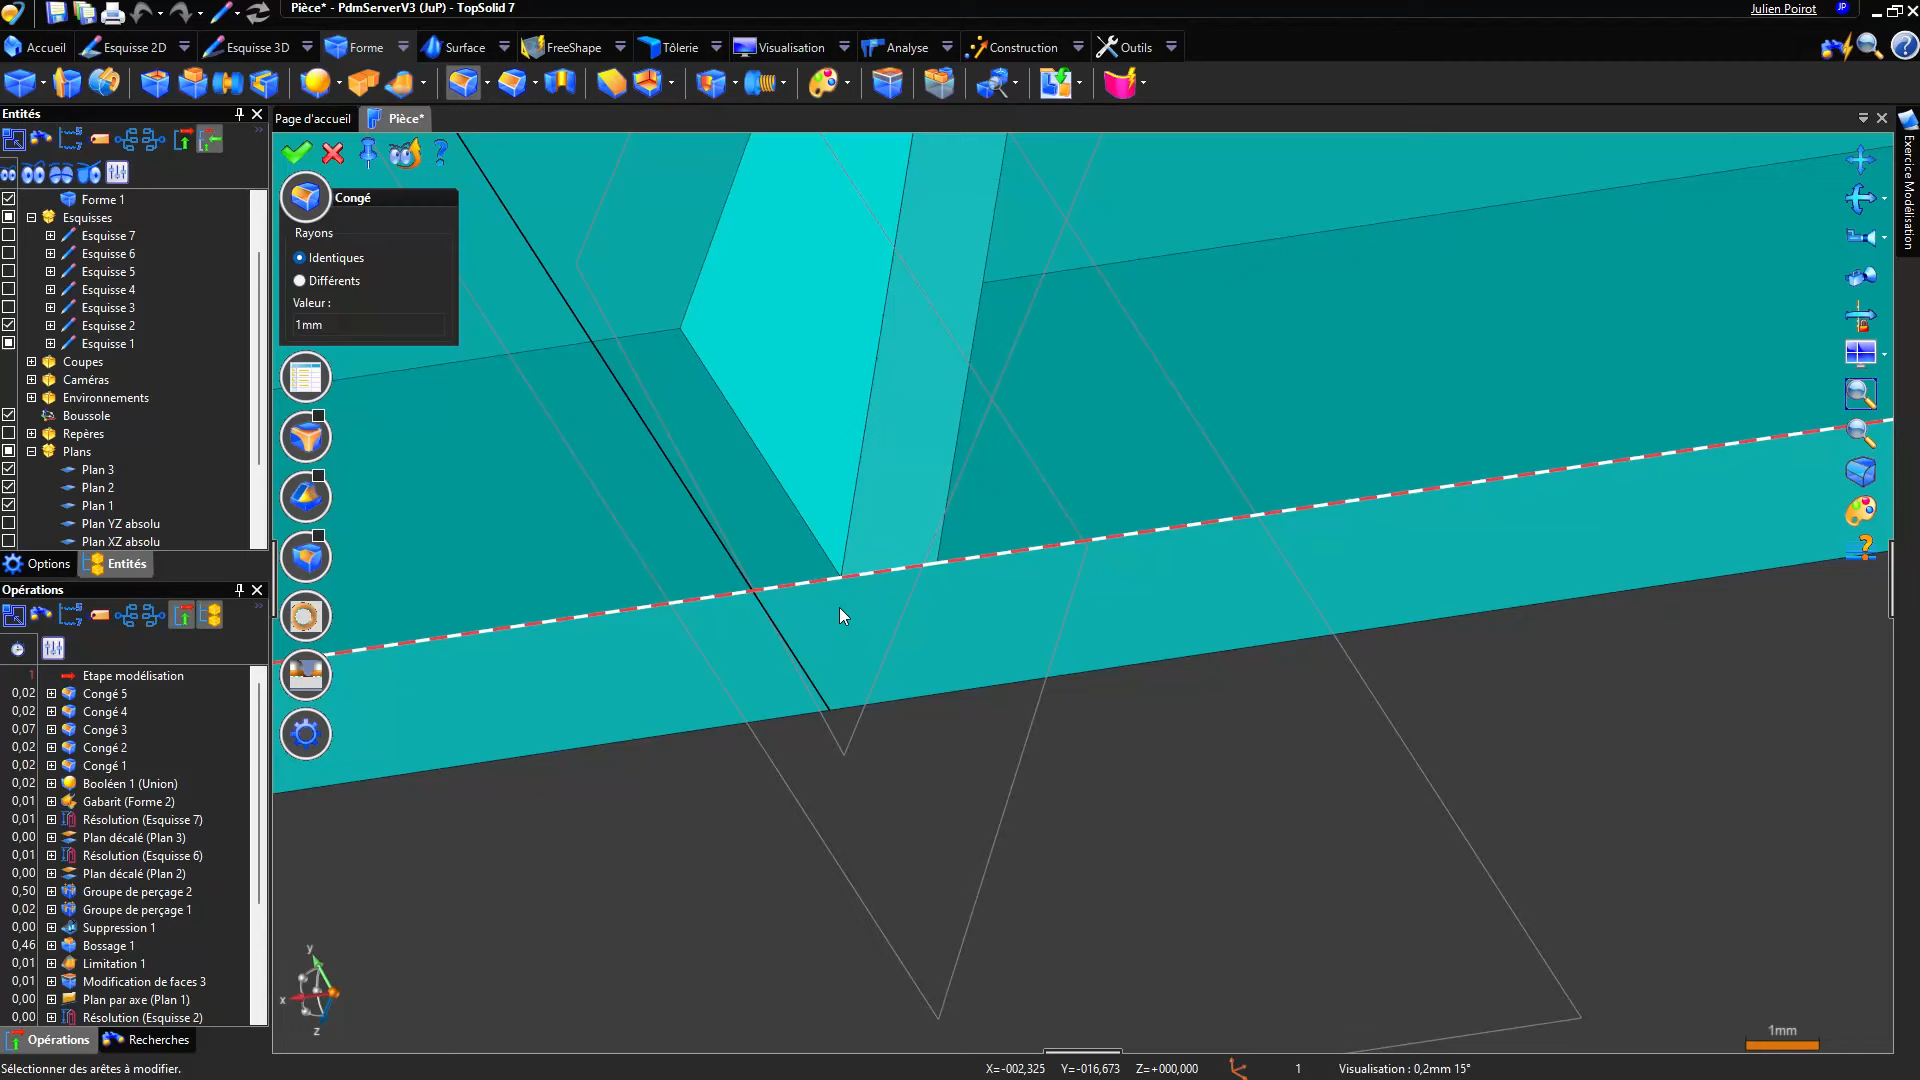 Pièce* - PdmServerV3 (JuP) - TopSolid 7
Julien Poirot
JP
Accueil
Esquisse 2D
Esquisse 3D
Forme
Surface
FreeShape
Tôlerie
Visualisation
Analyse
Construction
Outils
Entités
Page d'accueil
Pièce*
Exercice Modélisation
Forme 1
Esquisses
Esquisse 7
Esquisse 6
Esquisse 5
Esquisse 4
Esquisse 3
Esquisse 2
Esquisse 1
Coupes
Caméras
Environnements
Boussole
Repères
Plans
Plan 3
Plan 2
Plan 1
Plan YZ absolu
Plan XZ absolu
Options
Entités
Congé
Rayons
Identiques
Différents
Valeur :
1mm
Opérations
1 Etape modélisation
0,02 Congé 5
0,02 Congé 4
0,07 Congé 3
0,02 Congé 2
0,02 Congé 1
0,02 Booléen 1 (Union)
0,01 Gabarit (Forme 2)
0,01 Résolution (Esquisse 7)
0,00 Plan décalé (Plan 3)
0,01 Résolution (Esquisse 6)
0,00 Plan décalé (Plan 2)
0,50 Groupe de perçage 2
0,02 Groupe de perçage 1
0,00 Suppression 1
0,46 Bossage 1
0,01 Limitation 1
0,01 Modification de faces 3
0,00 Plan par axe (Plan 1)
0,00 Résolution (Esquisse 2)
Opérations
Recherches
y
x
z
1mm
Sélectionner des arêtes à modifier.
X=-002,325 Y=-016,673 Z=+000,000
1
Visualisation : 0,2mm 15°